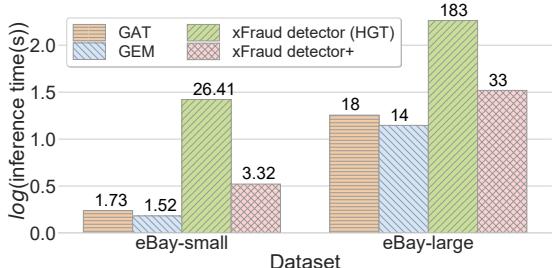 GAT
GEM
xFraud detector (HGT)
xFraud detector+
log(inference time(s))
2.0
1.5
1.0
0.5
0.0
1.73
1.52
26.41
3.32
18
14
183
33
eBay-small
eBay-large
Dataset